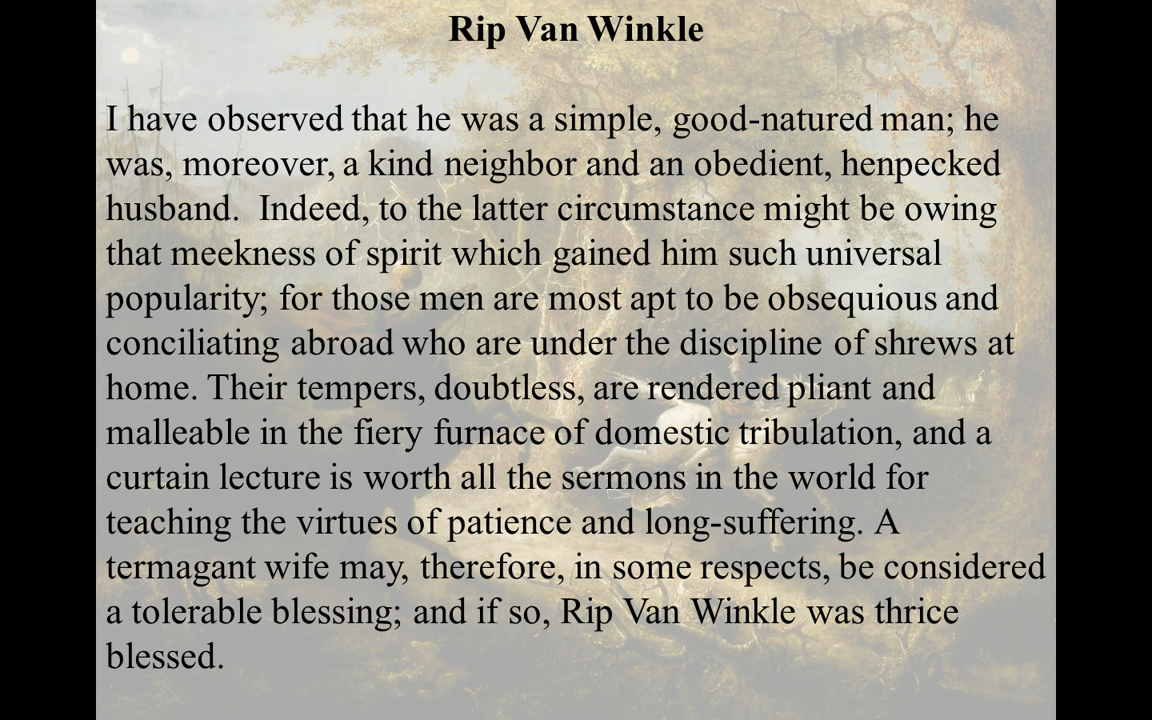 Rip Van Winkle
I have observed that he was a simple, good-natured man; he
was, moreover, a kind neighbor and an obedient, henpecked
husband.  Indeed, to the latter circumstance might be owing
that meekness of spirit which gained him such universal
popularity; for those men are most apt to be obsequious and
conciliating abroad who are under the discipline of shrews at
home. Their tempers, doubtless, are rendered pliant and
malleable in the fiery furnace of domestic tribulation, and a
curtain lecture is worth all the sermons in the world for
teaching the virtues of patience and long-suffering. A
termagant wife may, therefore, in some respects, be considered
a tolerable blessing; and if so, Rip Van Winkle was thrice
blessed.